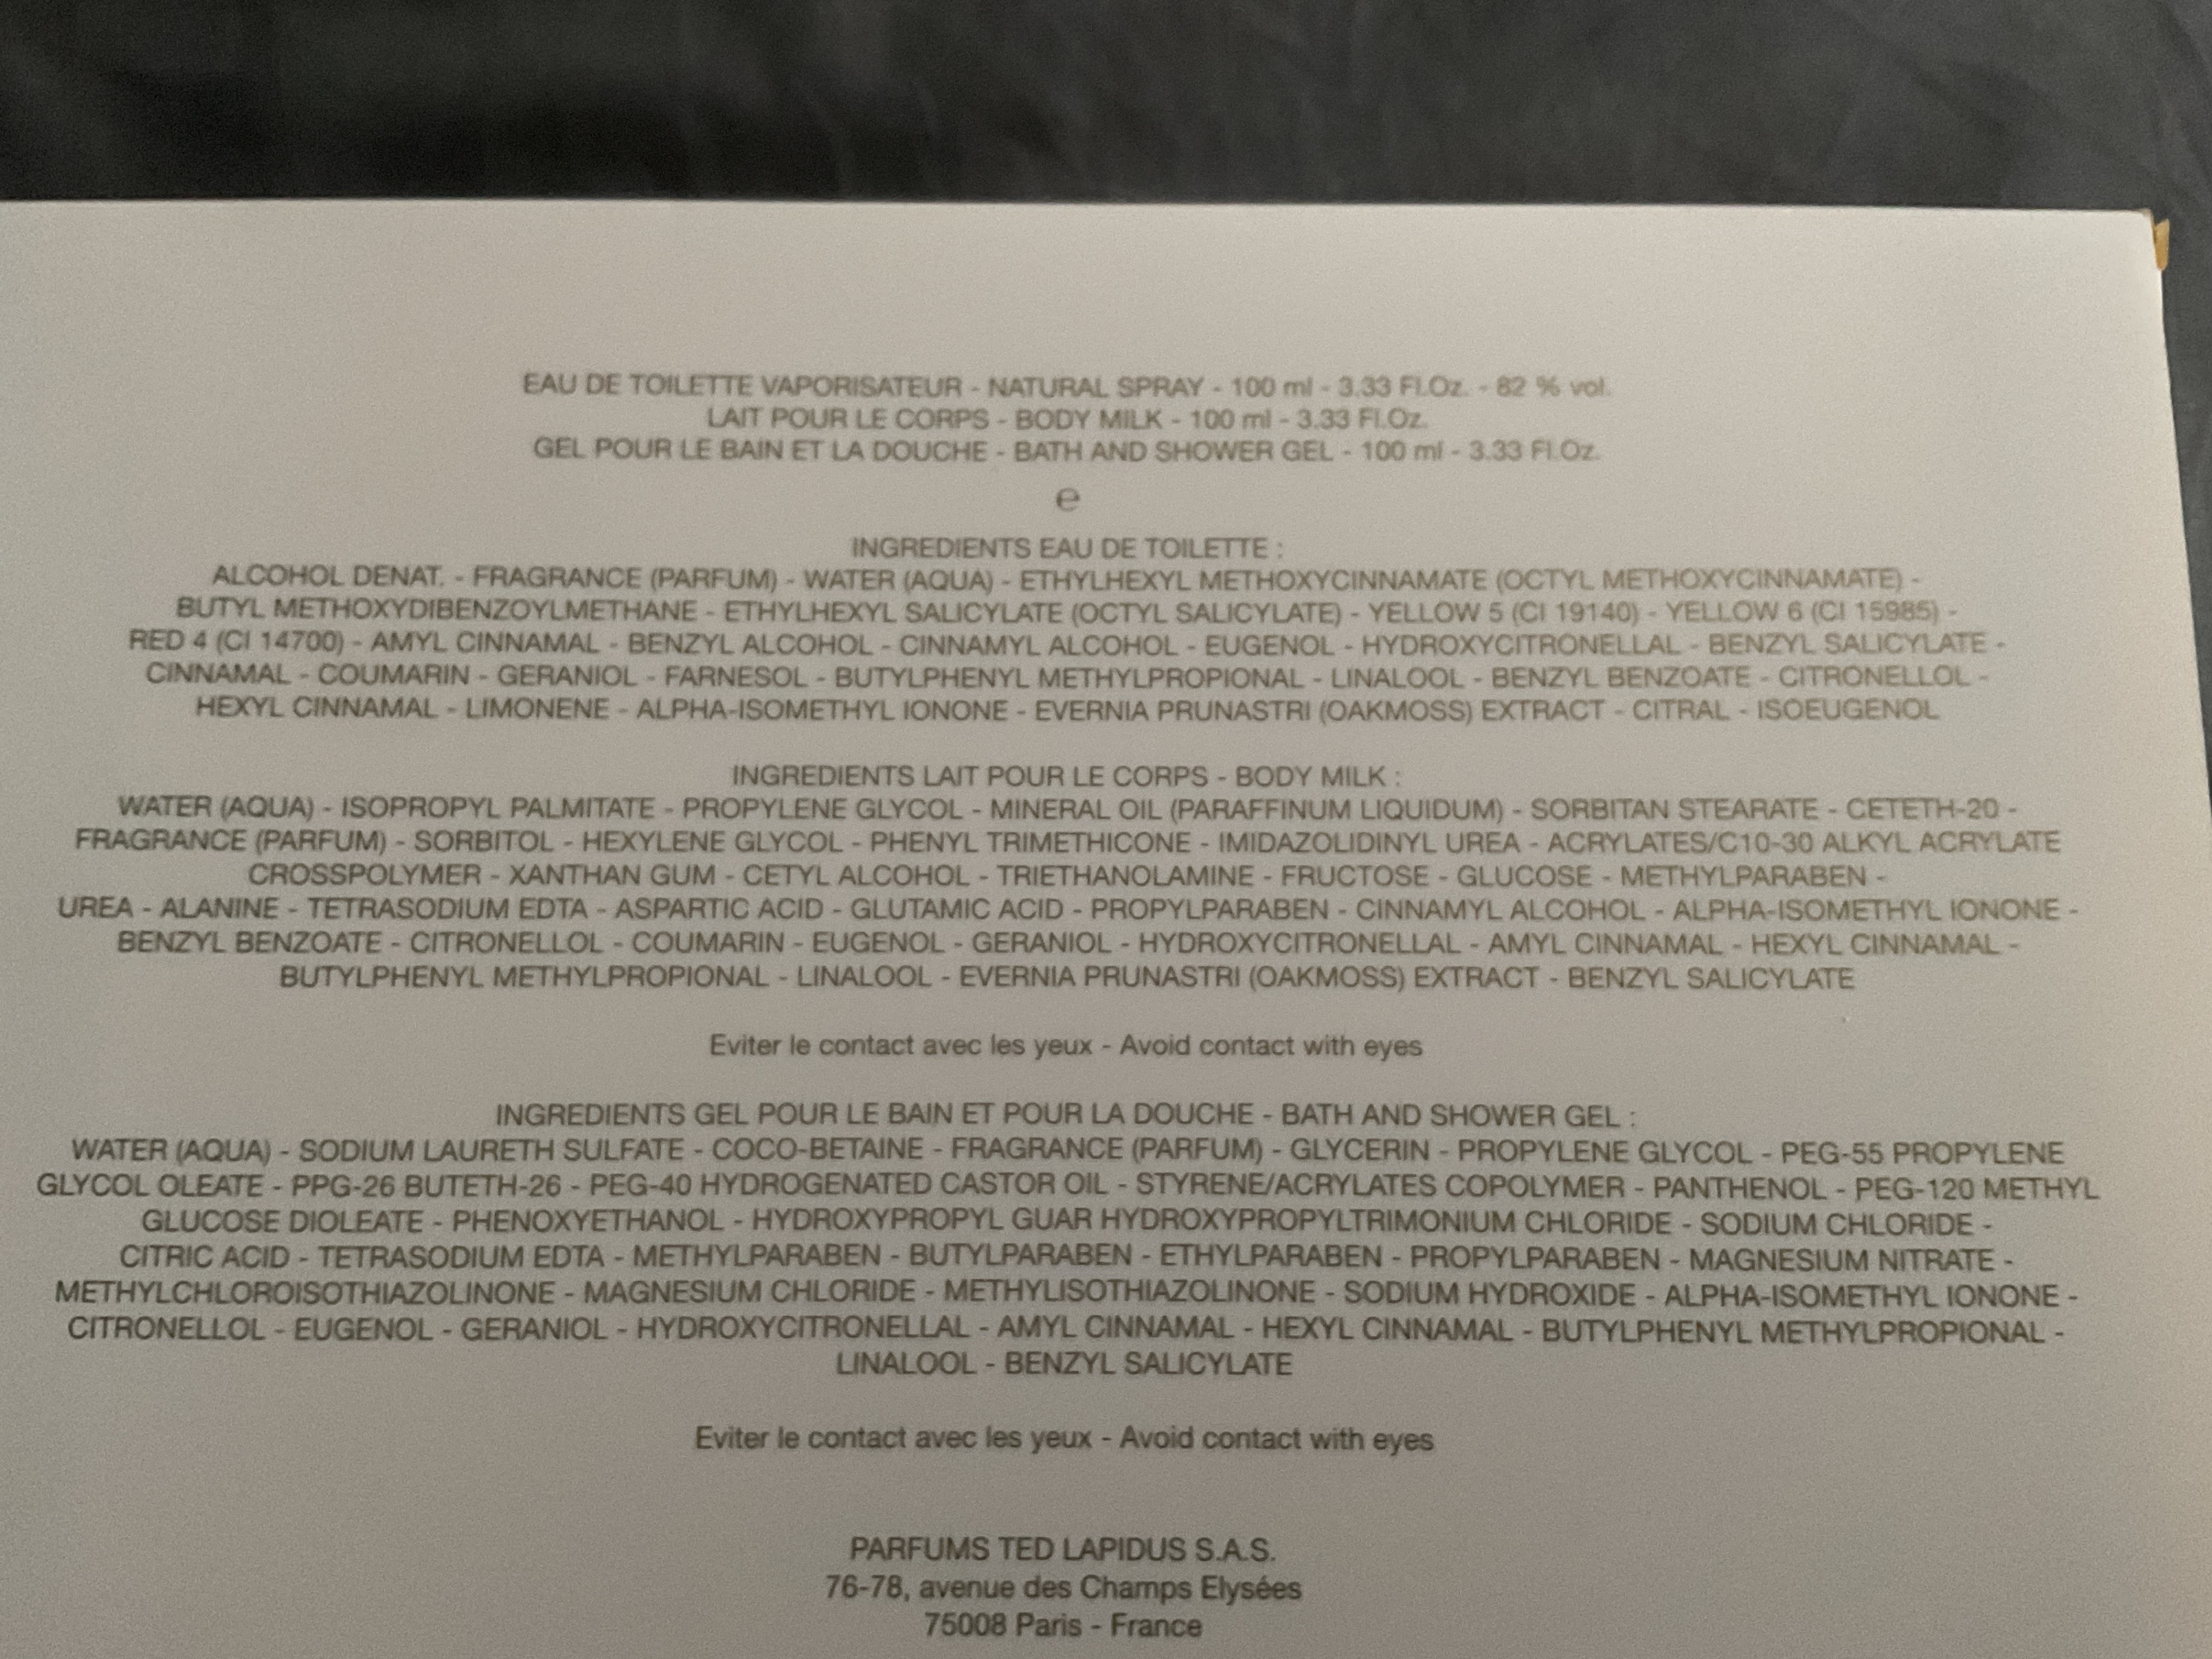 EAU DE TOILETTE VAPORISATEUR - NATURAL SPRAY - 100 ml - 3.33 Fl.Oz. - 82 % vol.
LAIT POUR LE CORPS - BODY MILK - 100 ml - 3.33 Fl.Oz.
GEL POUR LE BAIN ET LA DOUCHE - BATH AND SHOWER GEL - 100 ml - 3.33 Fl.Oz.
℮
INGREDIENTS EAU DE TOILETTE :
ALCOHOL DENAT. - FRAGRANCE (PARFUM) - WATER (AQUA) - ETHYLHEXYL METHOXYCINNAMATE (OCTYL METHOXYCINNAMATE) -
BUTYL METHOXYDIBENZOYLMETHANE - ETHYLHEXYL SALICYLATE (OCTYL SALICYLATE) - YELLOW 5 (CI 19140) - YELLOW 6 (CI 15985) -
RED 4 (CI 14700) - AMYL CINNAMAL - BENZYL ALCOHOL - CINNAMYL ALCOHOL - EUGENOL - HYDROXYCITRONELLAL - BENZYL SALICYLATE -
CINNAMAL - COUMARIN - GERANIOL - FARNESOL - BUTYLPHENYL METHYLPROPIONAL - LINALOOL - BENZYL BENZOATE - CITRONELLOL -
HEXYL CINNAMAL - LIMONENE - ALPHA-ISOMETHYL IONONE - EVERNIA PRUNASTRI (OAKMOSS) EXTRACT - CITRAL - ISOEUGENOL
INGREDIENTS LAIT POUR LE CORPS - BODY MILK :
WATER (AQUA) - ISOPROPYL PALMITATE - PROPYLENE GLYCOL - MINERAL OIL (PARAFFINUM LIQUIDUM) - SORBITAN STEARATE - CETETH-20 -
FRAGRANCE (PARFUM) - SORBITOL - HEXYLENE GLYCOL - PHENYL TRIMETHICONE - IMIDAZOLIDINYL UREA - ACRYLATES/C10-30 ALKYL ACRYLATE
CROSSPOLYMER - XANTHAN GUM - CETYL ALCOHOL - TRIETHANOLAMINE - FRUCTOSE - GLUCOSE - METHYLPARABEN -
UREA - ALANINE - TETRASODIUM EDTA - ASPARTIC ACID - GLUTAMIC ACID - PROPYLPARABEN - CINNAMYL ALCOHOL - ALPHA-ISOMETHYL IONONE -
BENZYL BENZOATE - CITRONELLOL - COUMARIN - EUGENOL - GERANIOL - HYDROXYCITRONELLAL - AMYL CINNAMAL - HEXYL CINNAMAL -
BUTYLPHENYL METHYLPROPIONAL - LINALOOL - EVERNIA PRUNASTRI (OAKMOSS) EXTRACT - BENZYL SALICYLATE
Eviter le contact avec les yeux - Avoid contact with eyes
INGREDIENTS GEL POUR LE BAIN ET POUR LA DOUCHE - BATH AND SHOWER GEL :
WATER (AQUA) - SODIUM LAURETH SULFATE - COCO-BETAINE - FRAGRANCE (PARFUM) - GLYCERIN - PROPYLENE GLYCOL - PEG-55 PROPYLENE
GLYCOL OLEATE - PPG-26 BUTETH-26 - PEG-40 HYDROGENATED CASTOR OIL - STYRENE/ACRYLATES COPOLYMER - PANTHENOL - PEG-120 METHYL
GLUCOSE DIOLEATE - PHENOXYETHANOL - HYDROXYPROPYL GUAR HYDROXYPROPYLTRIMONIUM CHLORIDE - SODIUM CHLORIDE -
CITRIC ACID - TETRASODIUM EDTA - METHYLPARABEN - BUTYLPARABEN - ETHYLPARABEN - PROPYLPARABEN - MAGNESIUM NITRATE -
METHYLCHLOROISOTHIAZOLINONE - MAGNESIUM CHLORIDE - METHYLISOTHIAZOLINONE - SODIUM HYDROXIDE - ALPHA-ISOMETHYL IONONE -
CITRONELLOL - EUGENOL - GERANIOL - HYDROXYCITRONELLAL - AMYL CINNAMAL - HEXYL CINNAMAL - BUTYLPHENYL METHYLPROPIONAL -
LINALOOL - BENZYL SALICYLATE
Eviter le contact avec les yeux - Avoid contact with eyes
PARFUMS TED LAPIDUS S.A.S.
76-78, avenue des Champs Elysées
75008 Paris - France